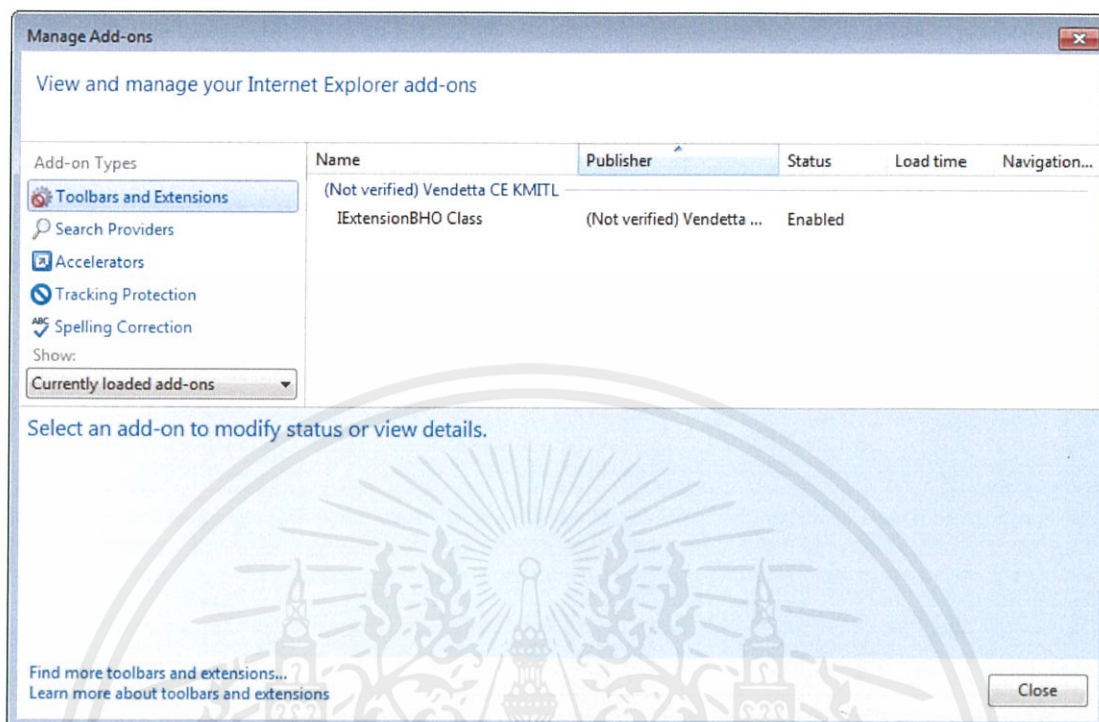 Manage Add-ons
View and manage your Internet Explorer add-ons
Add-on Types
Toolbars and Extensions
Search Providers
Accelerators
Tracking Protection
ABC Spelling Correction
Show:
Currently loaded add-ons
Name Publisher Status Load time Navigation...
(Not verified) Vendetta CE KMITL
IExtensionBHO Class (Not verified) Vendetta ... Enabled
Select an add-on to modify status or view details.
Find more toolbars and extensions...
Learn more about toolbars and extensions
Close